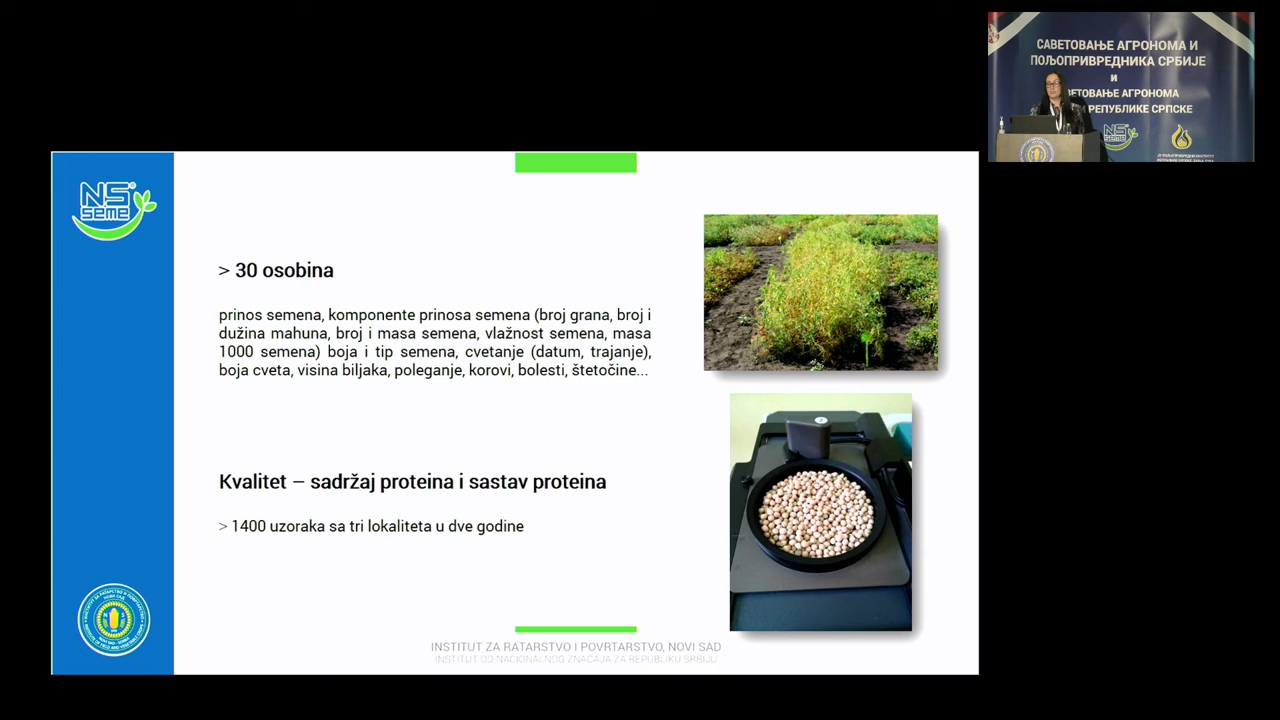 САВЕТОВАЊЕ АГРОНОМА И
ПОЉОПРИВРЕДНИКА СРБИЈЕ
И
ВЕТОВАЊЕ АГРОНОМА
РЕПУБЛИКЕ СРПСКЕ
NS
seme
NS®
seme
> 30 osobina
prinos semena, komponente prinosa semena (broj grana, broj i
dužina mahuna, broj i masa semena, vlažnost semena, masa
1000 semena) boja i tip semena, cvetanje (datum, trajanje),
boja cveta, visina biljaka, poleganje, korovi, bolesti, štetočine...
Kvalitet – sadržaj proteina i sastav proteina
> 1400 uzoraka sa tri lokaliteta u dve godine
INSTITUT ZA RATARSTVO I POVRTARSTVO, NOVI SAD
INSTITUT OD NACIONALNOG ZNAČAJA ZA REPUBLIKU SRBIJU